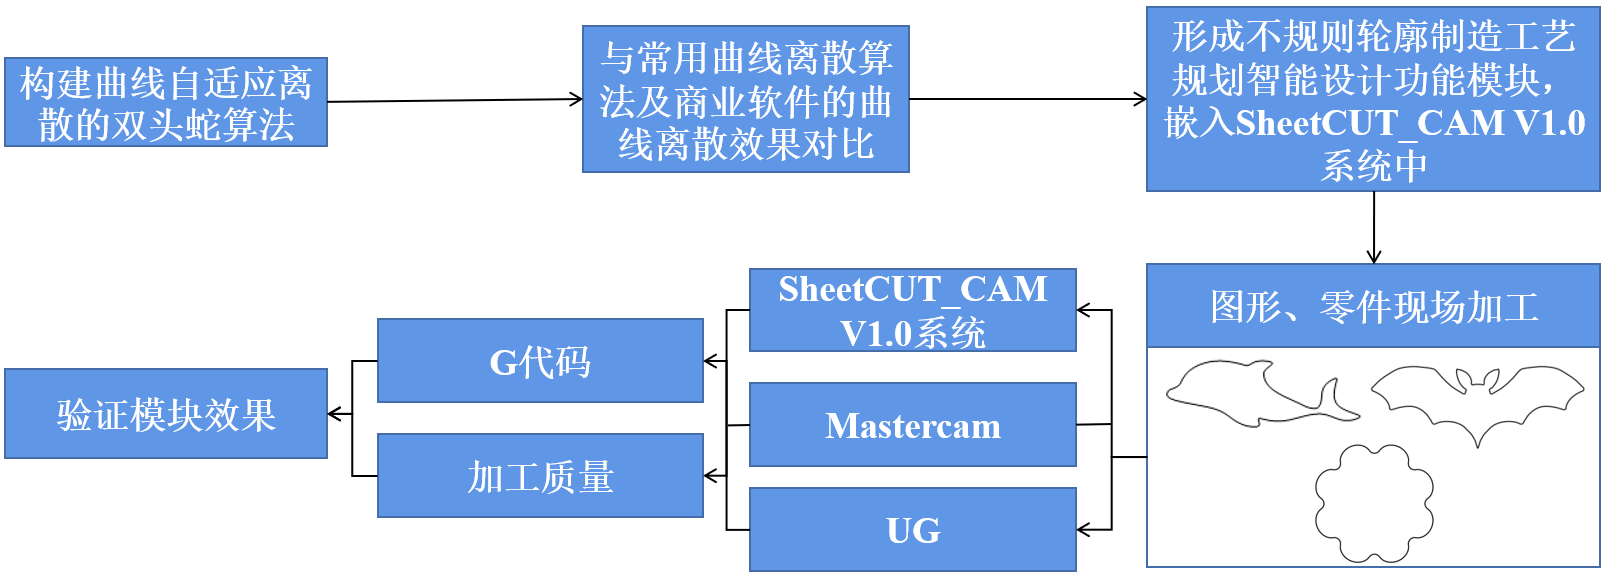 构建曲线自适应离
散的双头蛇算法
与常用曲线离散算
法及商业软件的曲
线离散效果对比
形成不规则轮廓制造工艺
规划智能设计功能模块，
嵌入SheetCUT_CAM V1.0
系统中
图形、零件现场加工
SheetCUT_CAM
V1.0系统
Mastercam
UG
G代码
加工质量
验证模块效果